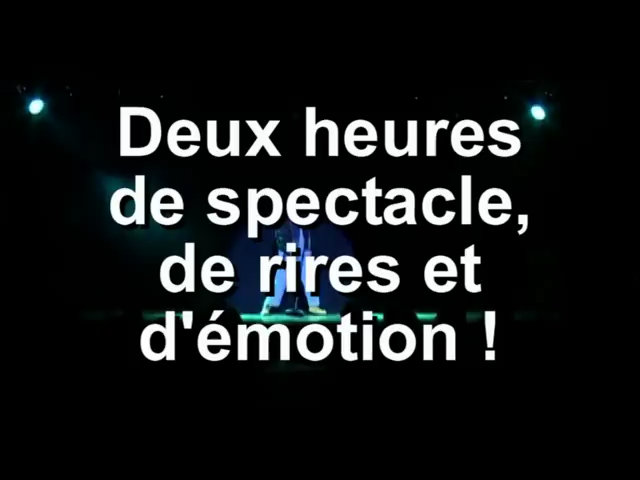 Deux heures
de spectacle,
de rires et
d'émotion !